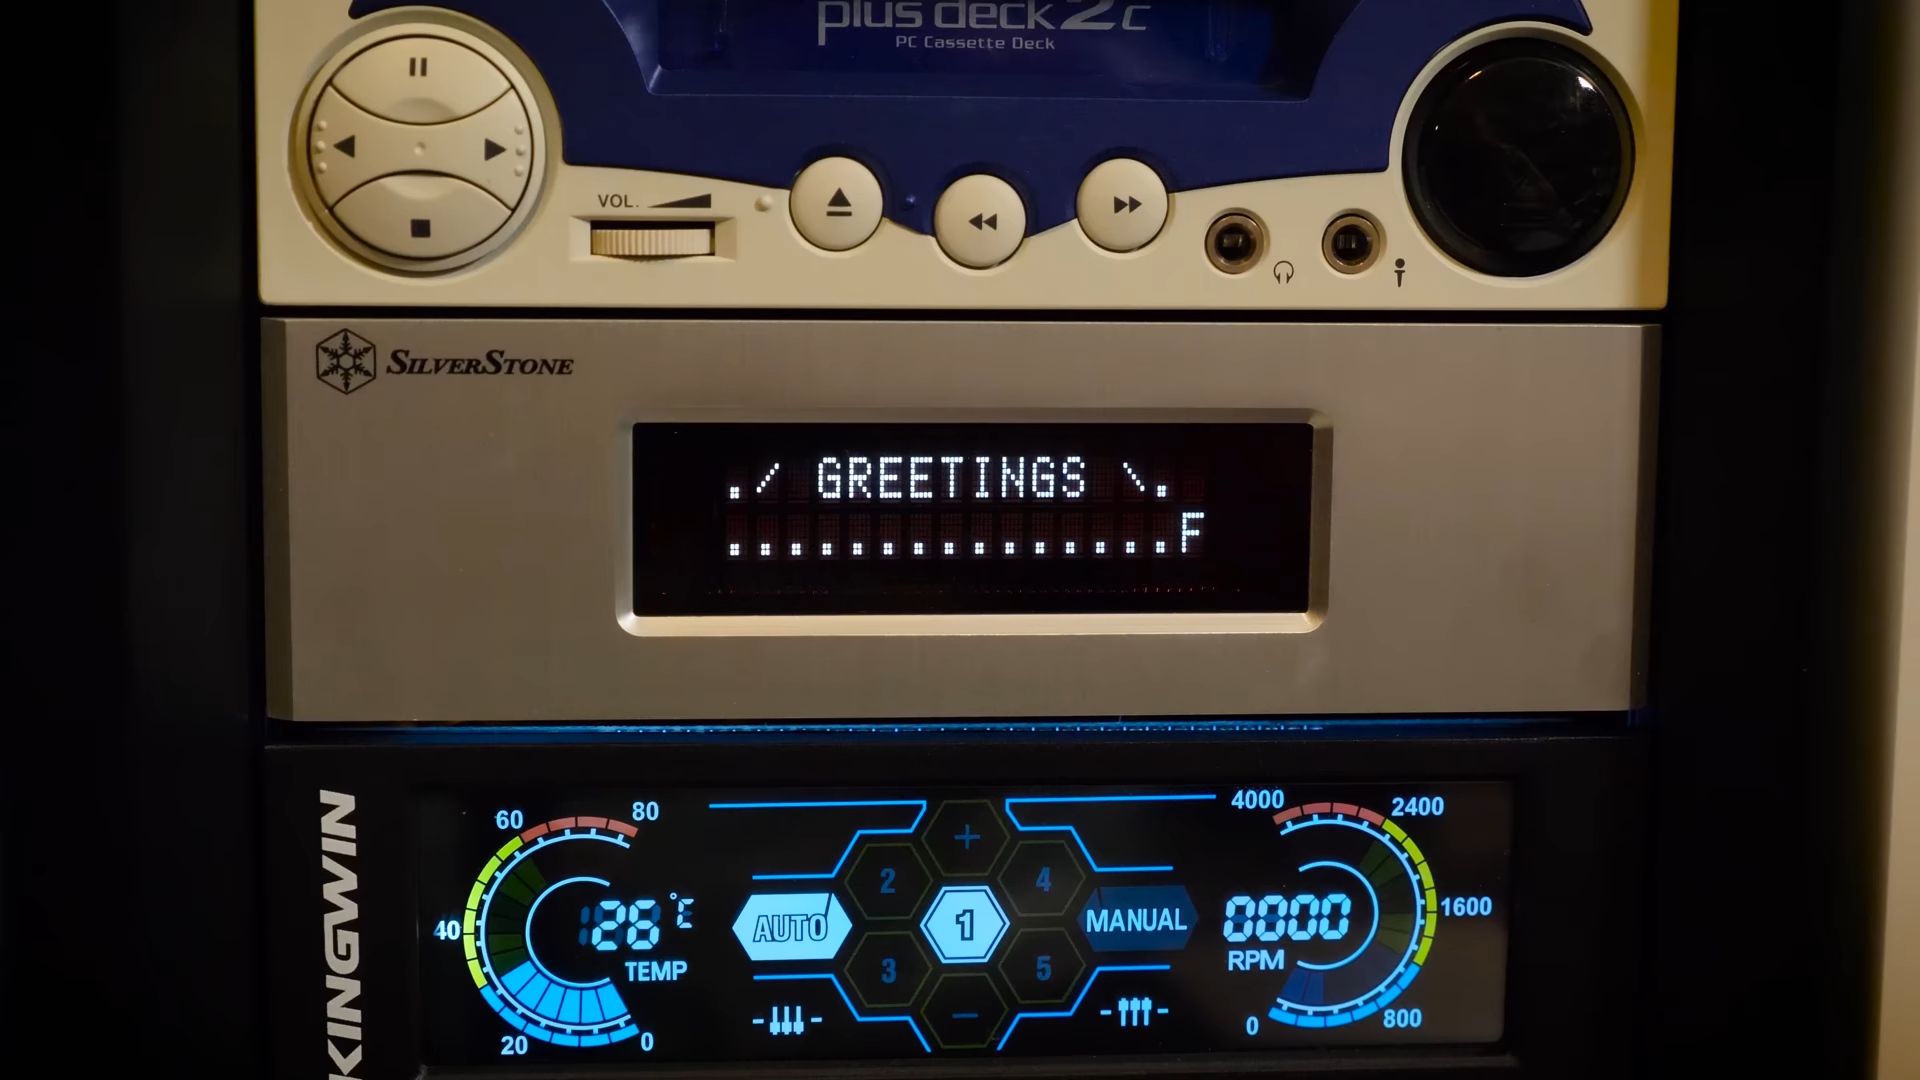 plus deck 2c
PC Cassette Deck
VOL.
SILVERSTONE
./ GREETINGS \.
...............F
KINGWIN
60 80
40
20 0
26 °C
TEMP
AUTO
+
2
1
4
3
5
-
MANUAL
4000 2400
1600
0 800
0000
RPM